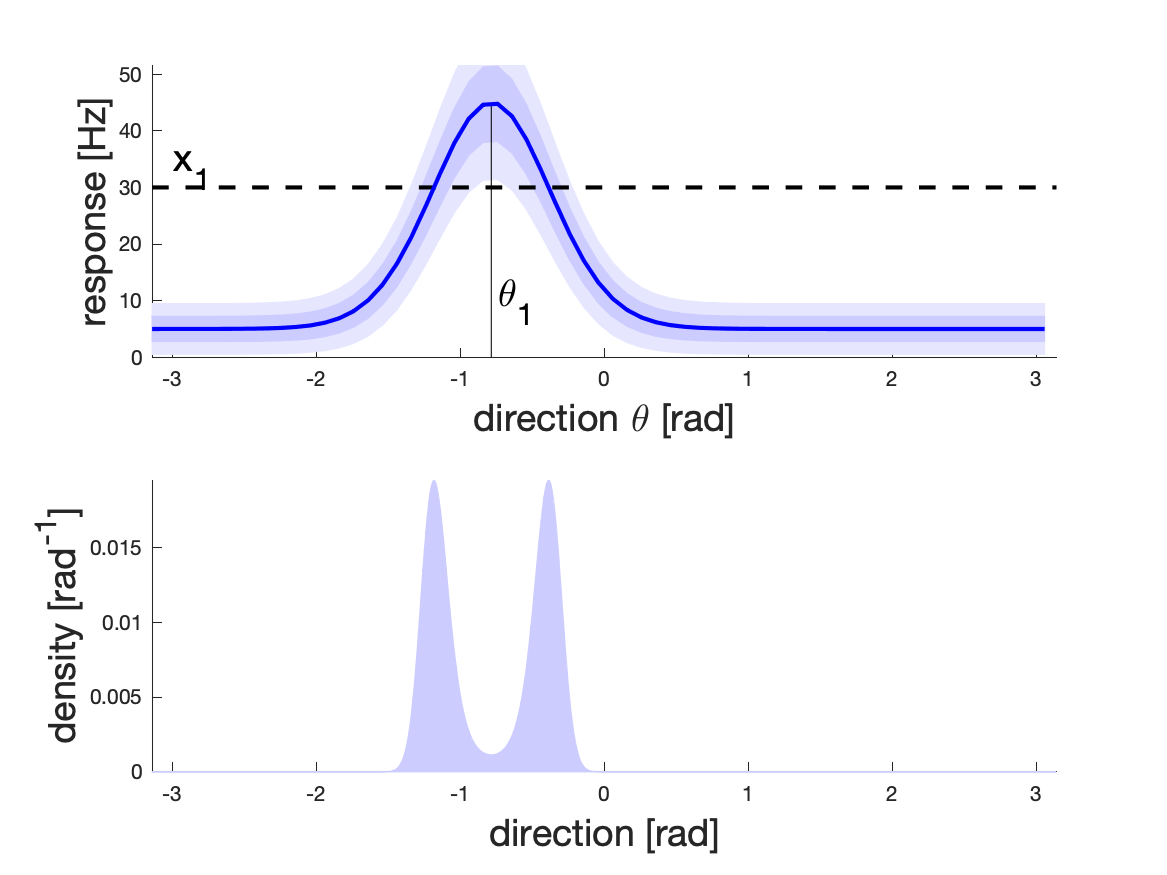 50
40
30
20
10
0
response [Hz]
x₁
θ₁
-3 -2 -1 0 1 2 3
direction θ [rad]
0.015
0.01
0.005
0
density [rad⁻¹]
-3 -2 -1 0 1 2 3
direction [rad]